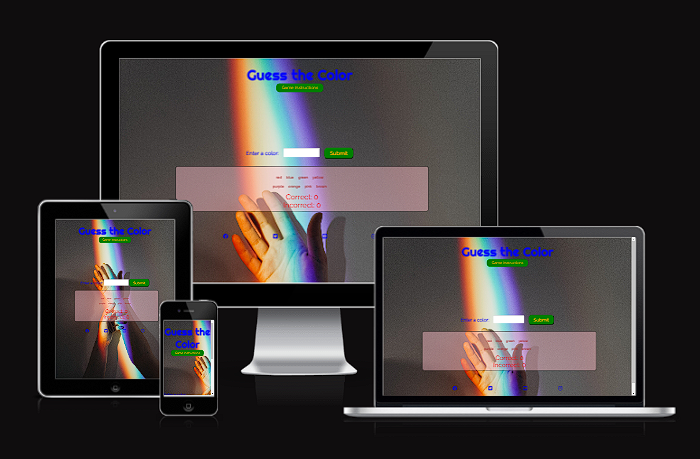 Guess the Color
Game Instructions
Enter a color:
Submit
red blue green yellow
purple orange pink brown
Correct: 0
Incorrect: 0
Guess the Color
Game Instructions
Submit
Guess the
Color
Game Instructions
Guess the Color
Game Instructions
Enter a color:
Submit
Correct: 0
Incorrect: 0